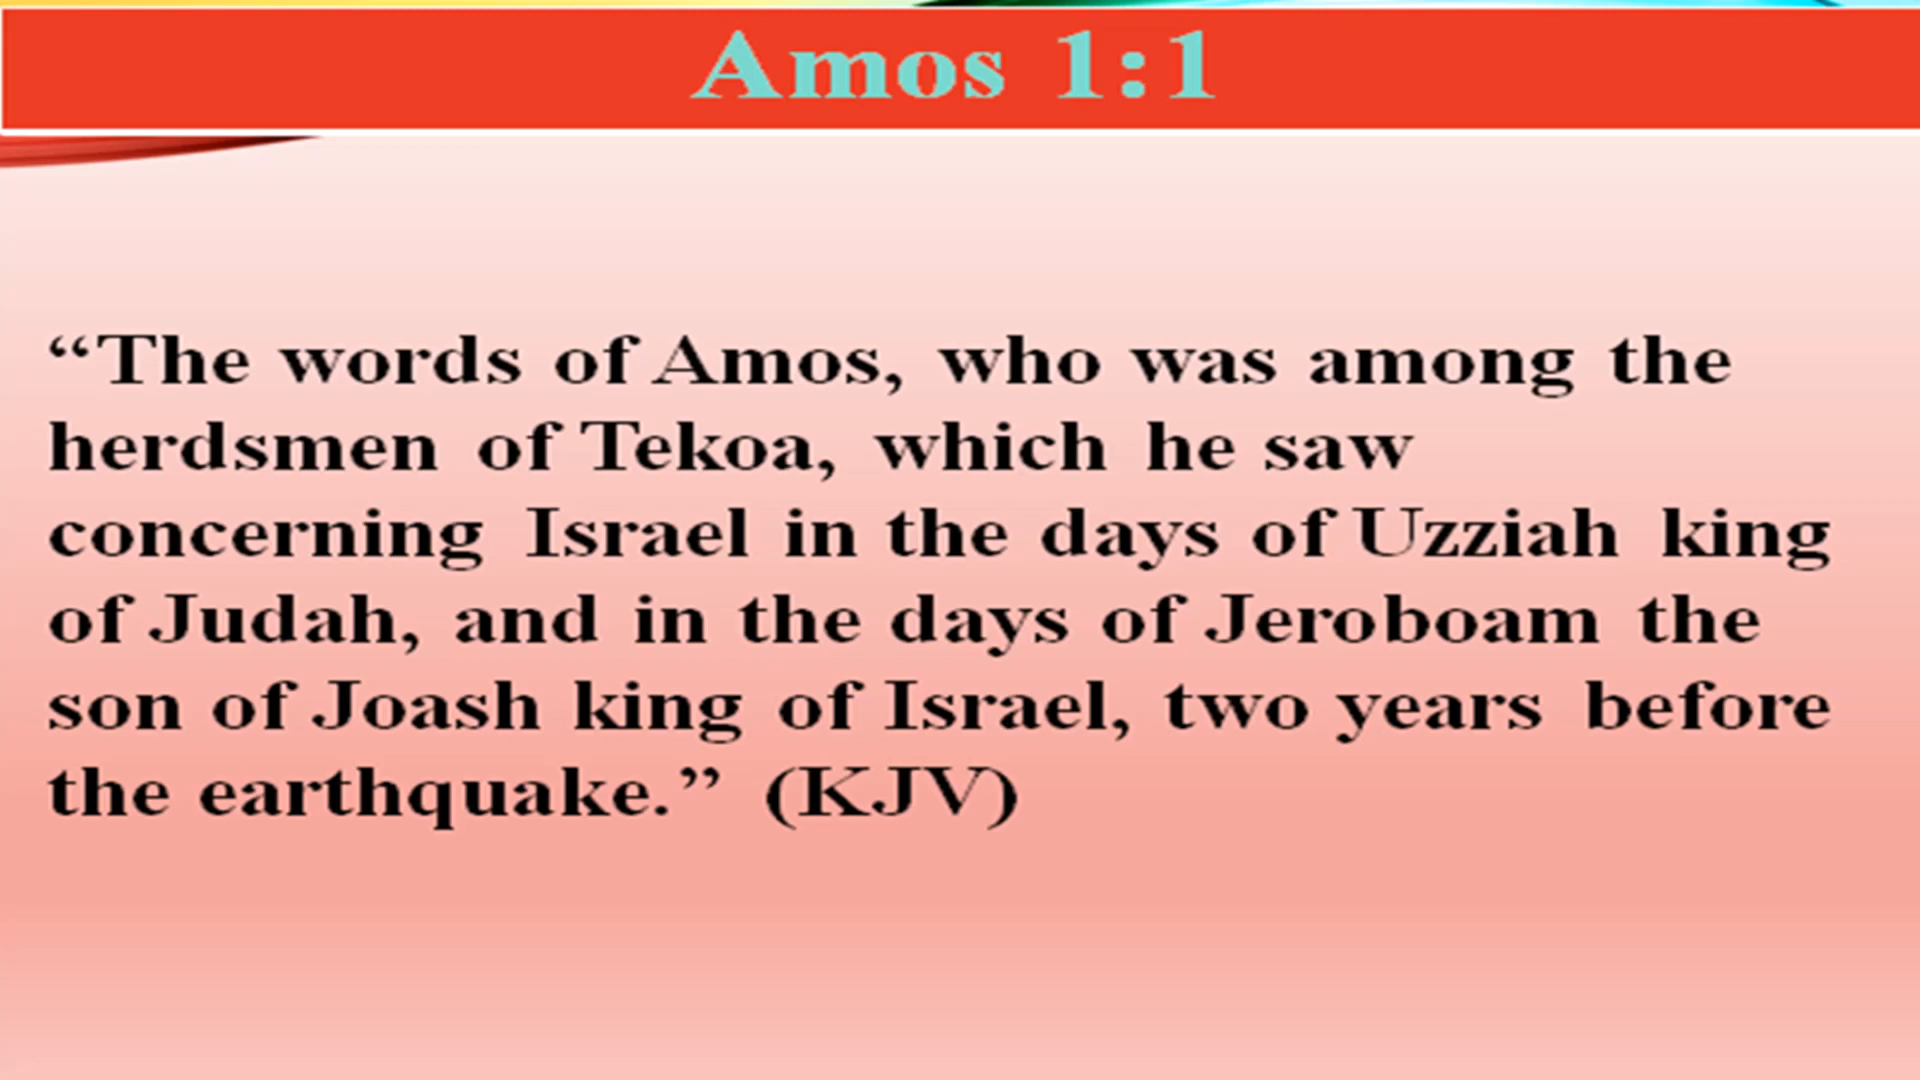 Amos 1:1
“The words of Amos, who was among the
herdsmen of Tekoa, which he saw
concerning Israel in the days of Uzziah king
of Judah, and in the days of Jeroboam the
son of Joash king of Israel, two years before
the earthquake.” (KJV)